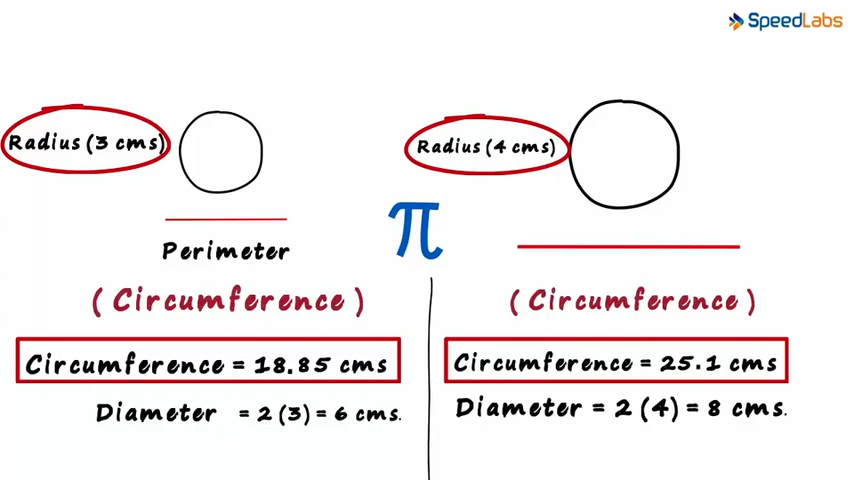 SpeedLabs
Radius (3 cms)
Radius (4 cms)
π
Perimeter
(Circumference)
(Circumference)
Circumference = 18.85 cms
Circumference = 25.1 cms
Diameter = 2 (3) = 6 cms.
Diameter = 2 (4) = 8 cms.